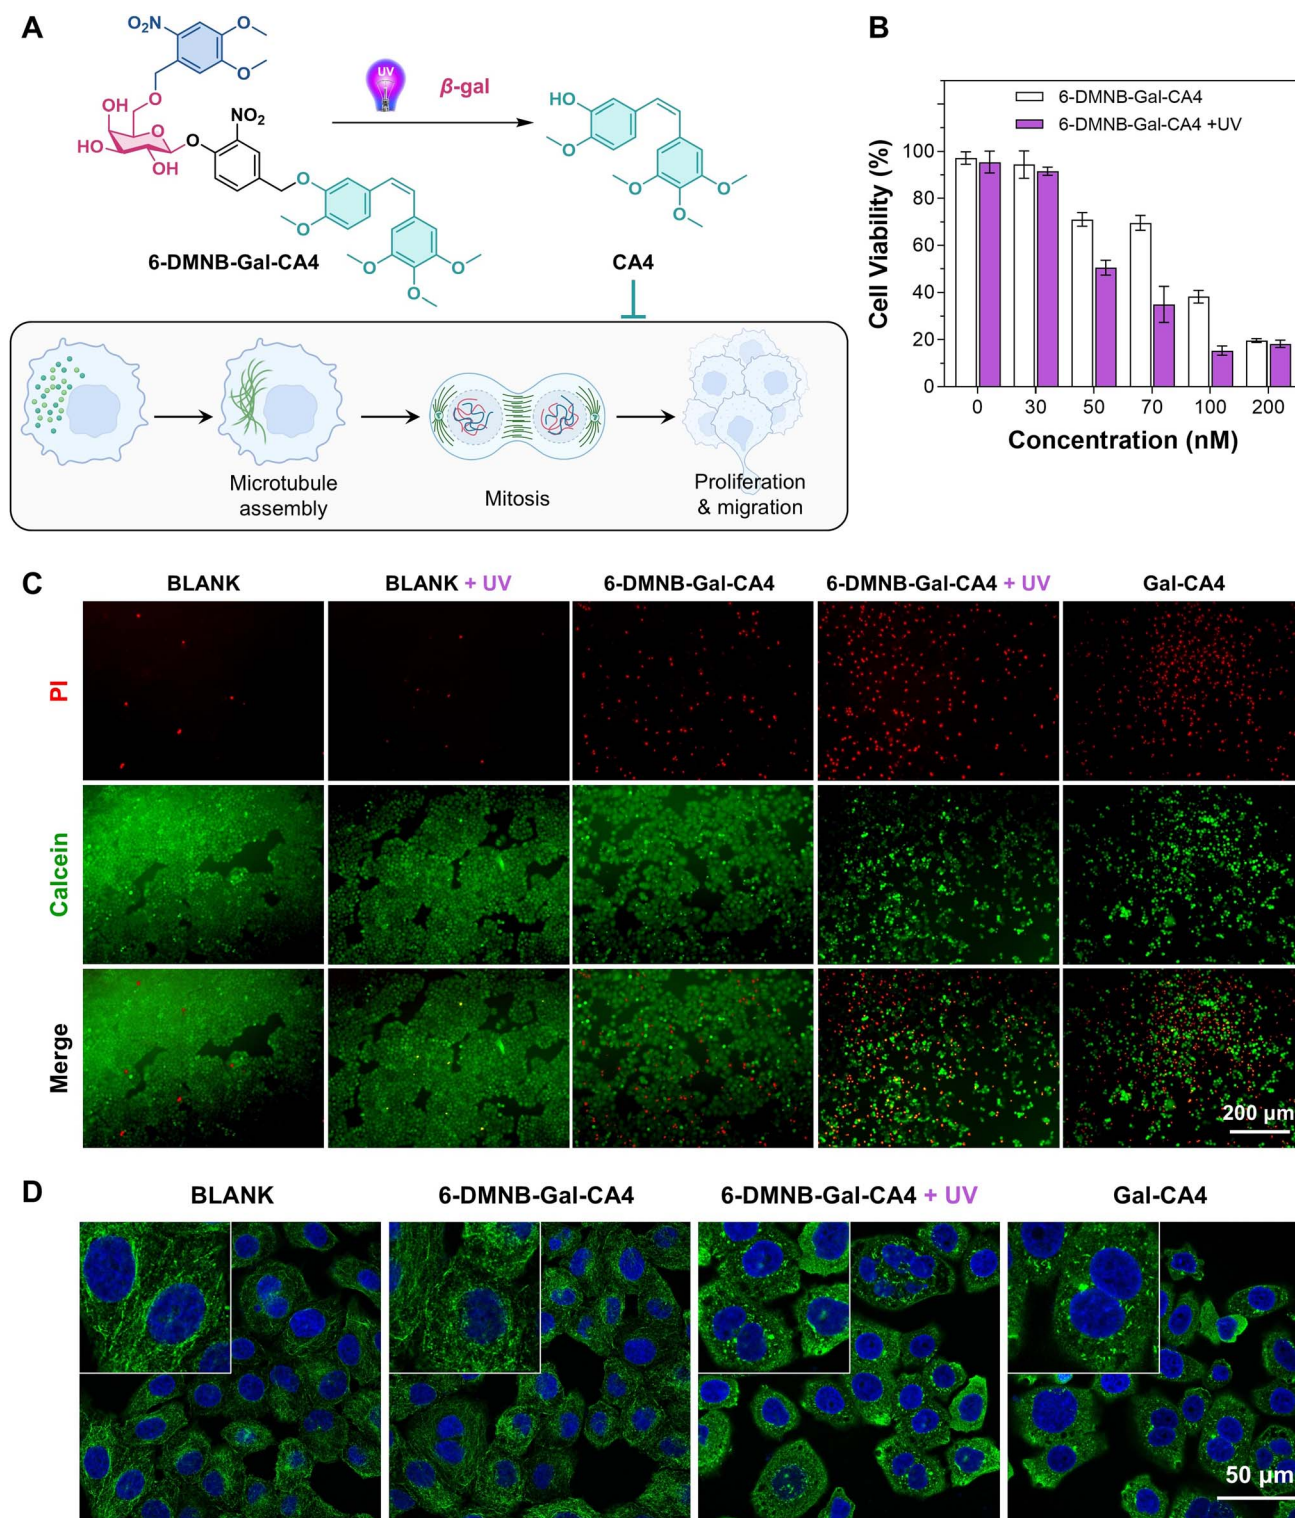 A
O₂N
O
O
O
OH
O
HO
OH
O
NO₂
O
O
O
O
O
6-DMNB-Gal-CA4
UV
β-gal
HO
O
O
O
O
CA4
Microtubule
assembly
Mitosis
Proliferation
& migration
B
6-DMNB-Gal-CA4
6-DMNB-Gal-CA4 +UV
Cell Viability (%)
100
80
60
40
20
0
0 30 50 70 100 200
Concentration (nM)
C
BLANK
BLANK + UV
6-DMNB-Gal-CA4
6-DMNB-Gal-CA4 + UV
Gal-CA4
PI
Calcein
Merge
200 μm
D
BLANK
6-DMNB-Gal-CA4
6-DMNB-Gal-CA4 + UV
Gal-CA4
50 μm